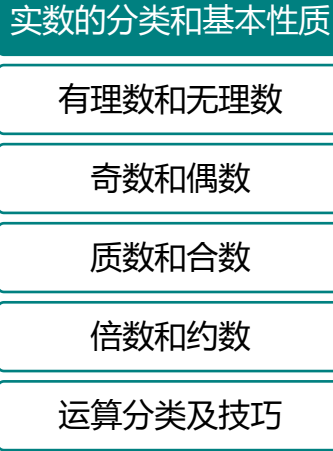 实数的分类和基本性质
有理数和无理数
奇数和偶数
质数和合数
倍数和约数
运算分类及技巧